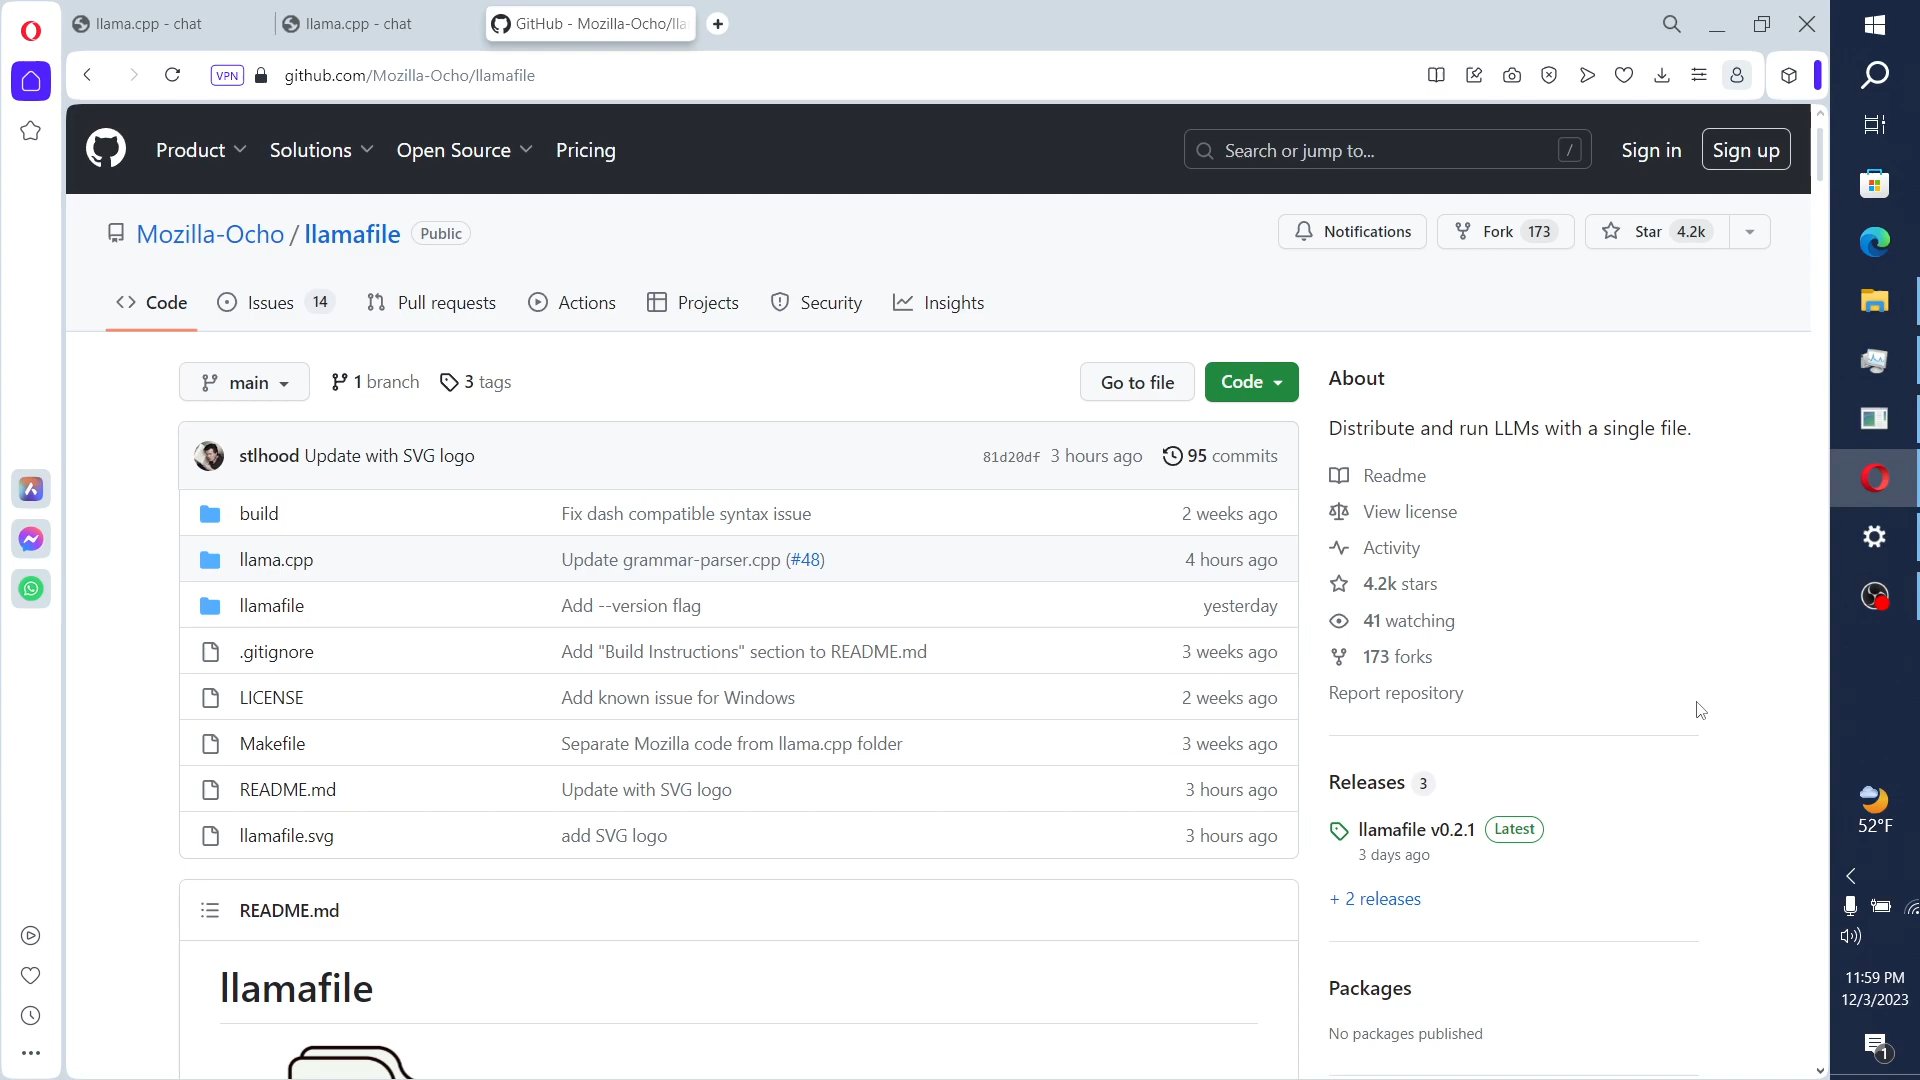 llama.cpp - chat
llama.cpp - chat
GitHub - Mozilla-Ocho/lla
VPN
github.com/Mozilla-Ocho/llamafile
Product
Solutions
Open Source
Pricing
Search or jump to...
/
Sign in
Sign up
Mozilla-Ocho / llamafile
Public
Notifications
Fork 173
Star 4.2k
Code
Issues 14
Pull requests
Actions
Projects
Security
Insights
main
1 branch
3 tags
Go to file
Code
stlhood Update with SVG logo 81d20df 3 hours ago 95 commits
build Fix dash compatible syntax issue 2 weeks ago
llama.cpp Update grammar-parser.cpp (#48) 4 hours ago
llamafile Add --version flag yesterday
.gitignore Add "Build Instructions" section to README.md 3 weeks ago
LICENSE Add known issue for Windows 2 weeks ago
Makefile Separate Mozilla code from llama.cpp folder 3 weeks ago
README.md Update with SVG logo 3 hours ago
llamafile.svg add SVG logo 3 hours ago
README.md
llamafile
About
Distribute and run LLMs with a single file.
Readme
View license
Activity
4.2k stars
41 watching
173 forks
Report repository
Releases 3
llamafile v0.2.1 Latest
3 days ago
+ 2 releases
Packages
No packages published
52°F
11:59 PM
12/3/2023
1